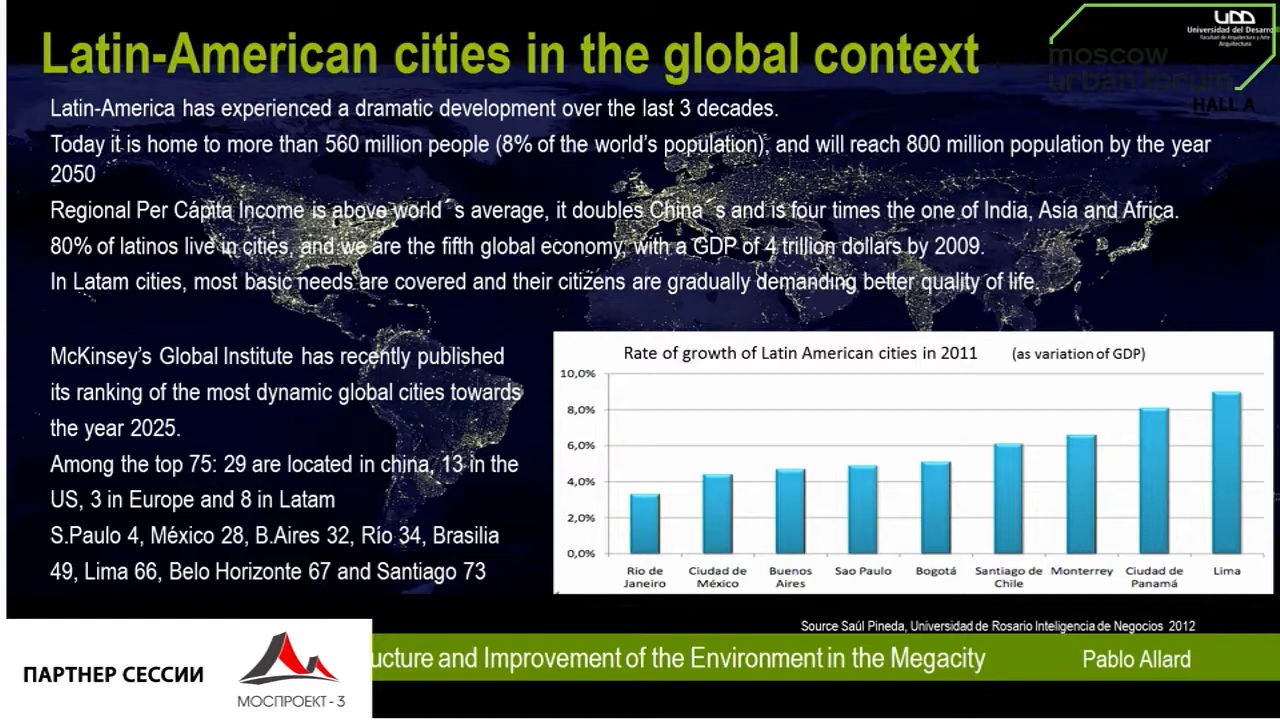 Latin-American cities in the global context
UDD
Universidad del Desarro
Facultad de Arquitectura y Arte
Arquitectura
moscow
urban forum
HALL A
Latin-America has experienced a dramatic development over the last 3 decades.
Today it is home to more than 560 million people (8% of the world's population), and will reach 800 million population by the year
2050
Regional Per Cápita Income is above world´s average, it doubles China´s and is four times the one of India, Asia and Africa.
80% of latinos live in cities, and we are the fifth global economy, with a GDP of 4 trillion dollars by 2009.
In Latam cities, most basic needs are covered and their citizens are gradually demanding better quality of life.
McKinsey's Global Institute has recently published
its ranking of the most dynamic global cities towards
the year 2025.
Among the top 75: 29 are located in china, 13 in the
US, 3 in Europe and 8 in Latam
S.Paulo 4, México 28, B.Aires 32, Río 34, Brasilia
49, Lima 66, Belo Horizonte 67 and Santiago 73
Rate of growth of Latin American cities in 2011 (as variation of GDP)
10,0%
8,0%
6,0%
4,0%
2,0%
0,0%
Rio de Ciudad de Buenos Sao Paulo Bogotá Santiago de Monterrey Ciudad de Lima
Janeiro México Aires Chile Panamá
Source Saúl Pineda, Universidad de Rosario Inteligencia de Negocios 2012
ucture and Improvement of the Environment in the Megacity Pablo Allard
ПАРТНЕР СЕССИИ
МОСПРОЕКТ-3